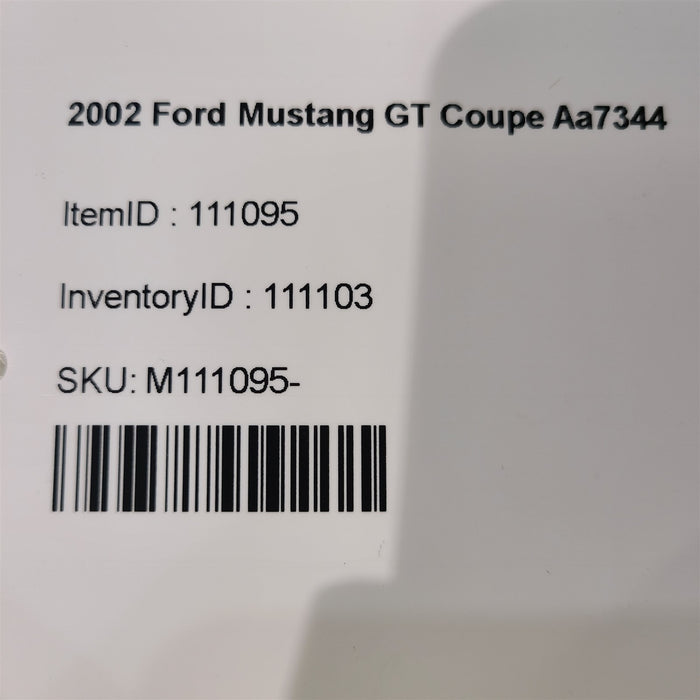 2002 Ford Mustang GT Coupe Aa7344
ItemID : 111095
InventoryID : 111103
SKU: M111095-